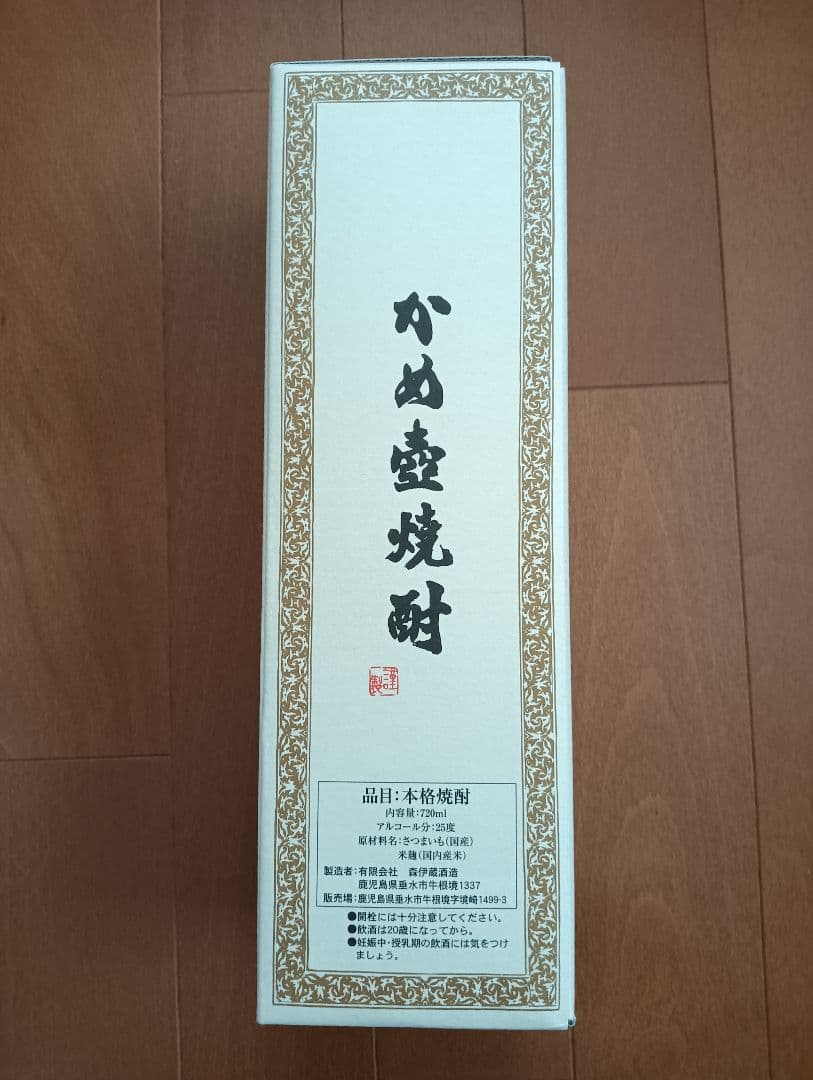 かめ壺焼酎
謹製
品目:本格焼酎
内容量:720ml
アルコール分:25度
原材料名:さつまいも(国産)
米麹(国内産米)
製造者:有限会社 森伊蔵酒造
鹿児島県垂水市牛根境1337
販売場:鹿児島県垂水市牛根境字境崎1499-3
●開栓には十分注意してください。
●飲酒は20歳になってから。
●妊娠中・授乳期の飲酒には気をつけ
ましょう。